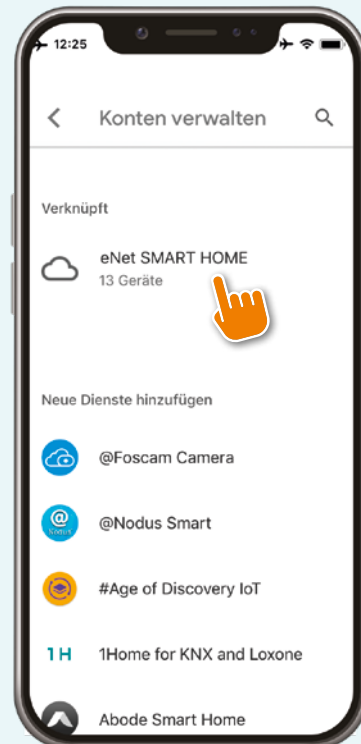 12:25
Konten verwalten
Verknüpft
eNet SMART HOME
13 Geräte
Neue Dienste hinzufügen
@Foscam Camera
@
Nodus
@Nodus Smart
#Age of Discovery IoT
1H
1Home for KNX and Loxone
Abode Smart Home